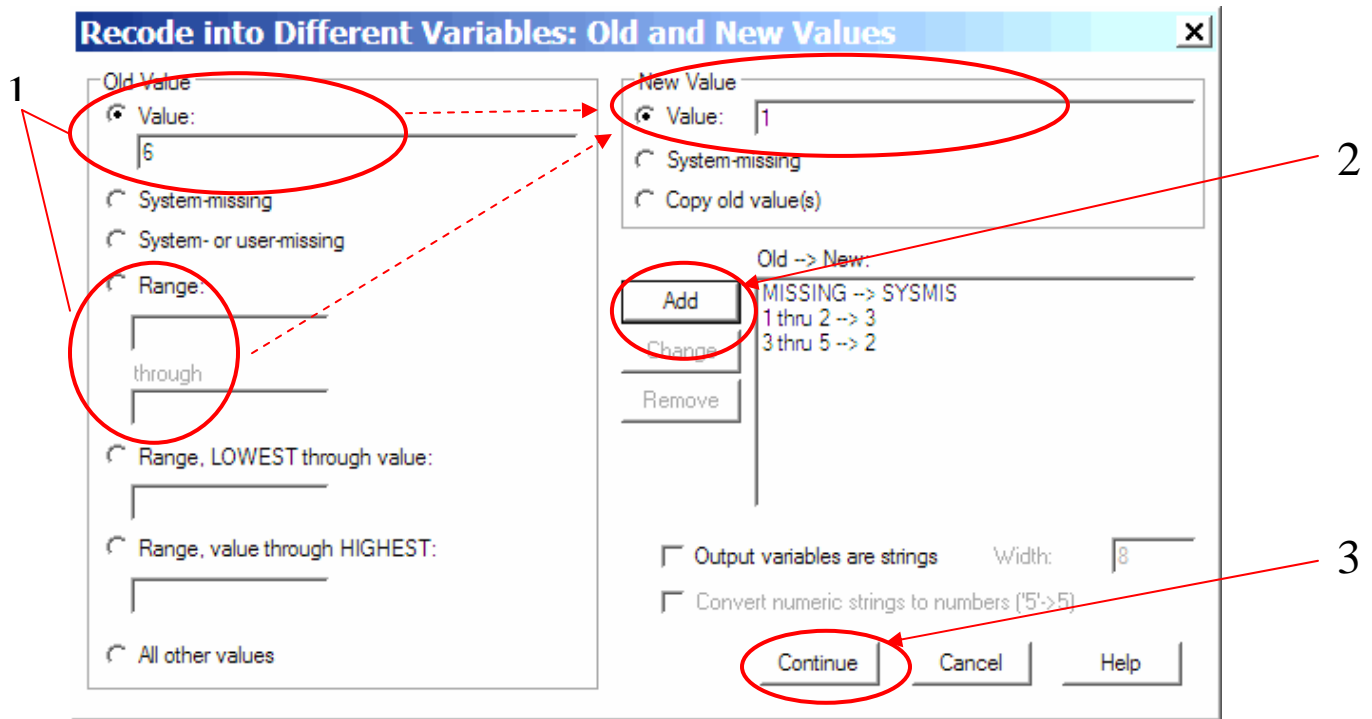 Recode into Different Variables: Old and New Values
1
Old Value
Value:
6
System-missing
System- or user-missing
Range:
through
Range, LOWEST through value:
Range, value through HIGHEST:
All other values
New Value
Value: 1
System-missing
Copy old value(s)
2
Old --> New:
Add
Change
Remove
MISSING --> SYSMIS
1 thru 2 --> 3
3 thru 5 --> 2
Output variables are strings Width: 8
Convert numeric strings to numbers ('5'->5)
3
Continue Cancel Help